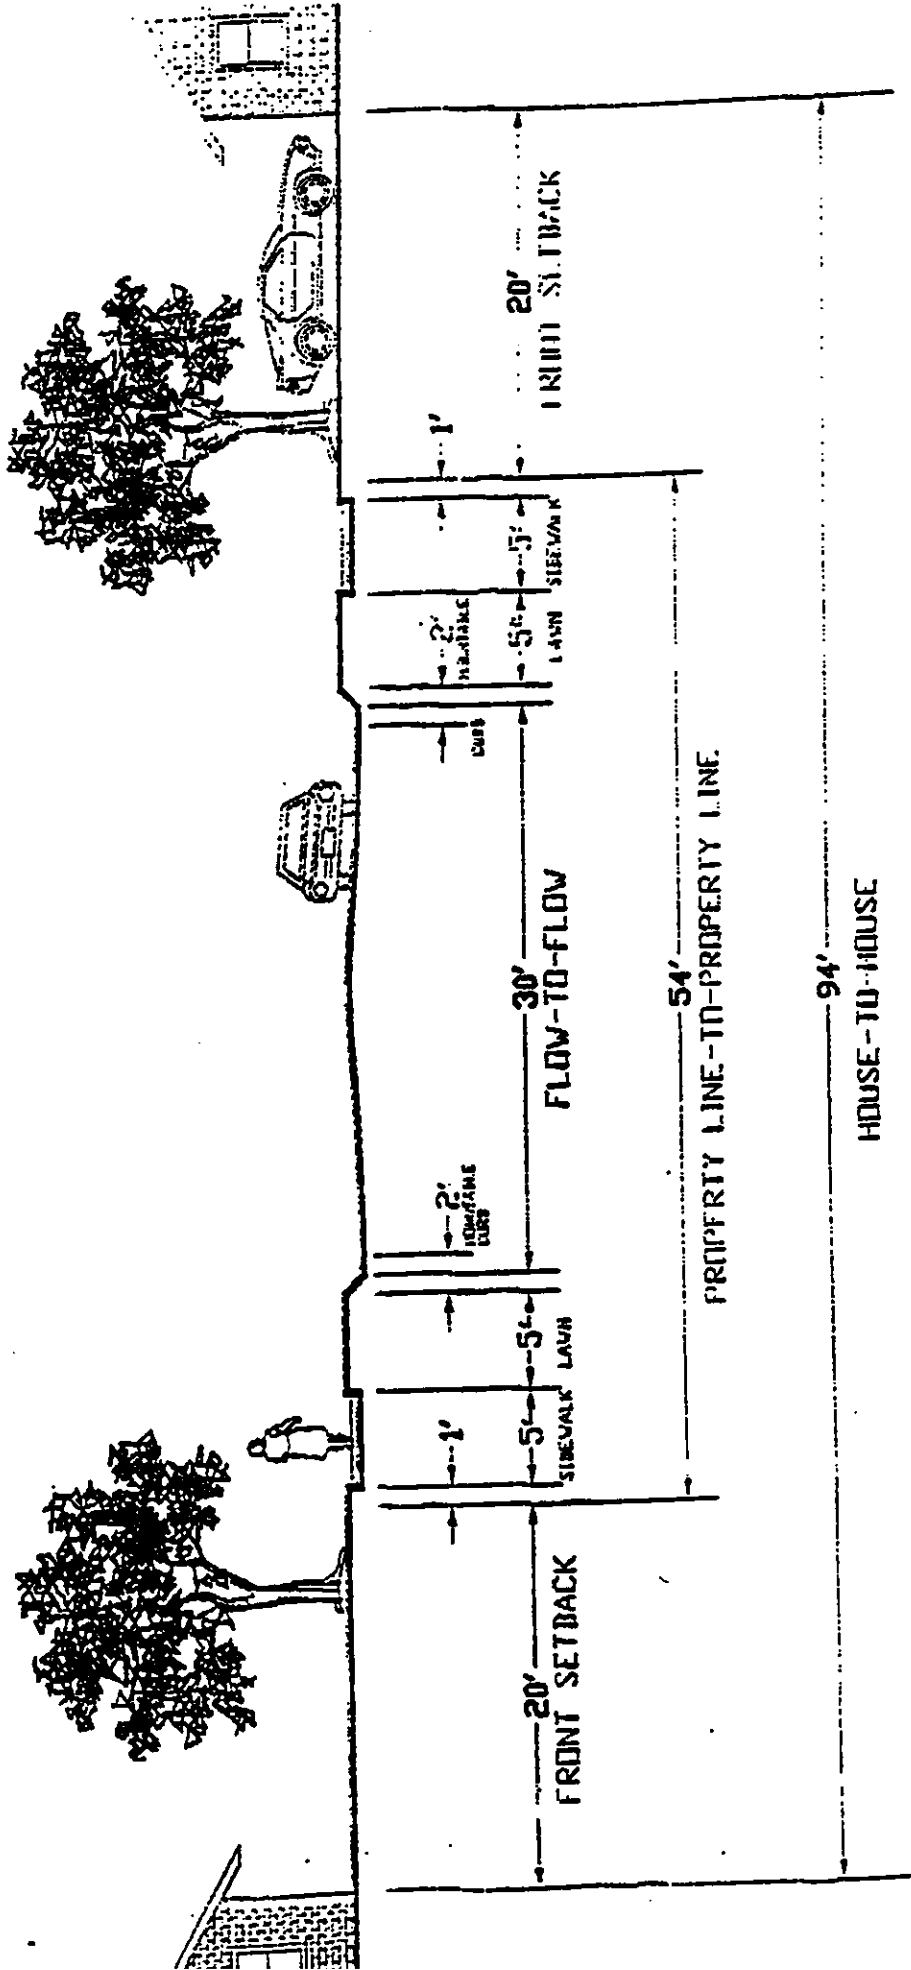 20'
FRONT SETBACK
1'
5'
SIDEWALK
5'
LAWN
2'
MOUNTABLE
CURB
30'
FLOW-TO-FLOW
2'
MOUNTABLE
CURB
5'
LAWN
5'
SIDEWALK
1'
20'
FRONT SETBACK
54'
PROPERTY LINE-TO-PROPERTY LINE
94'
HOUSE-TO-HOUSE